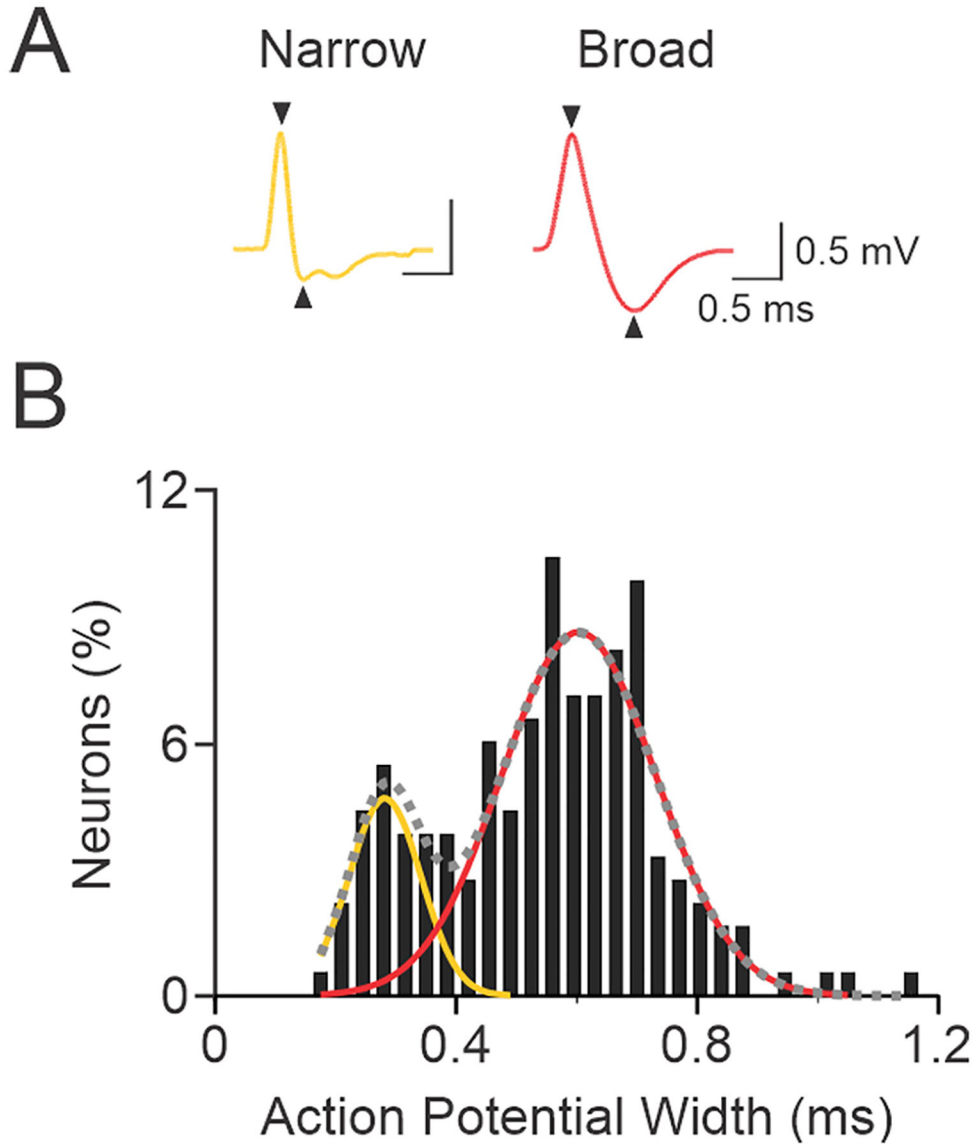 A
Narrow Broad
0.5 mV
0.5 ms
B
12
6
0
Neurons (%)
0 0.4 0.8 1.2
Action Potential Width (ms)